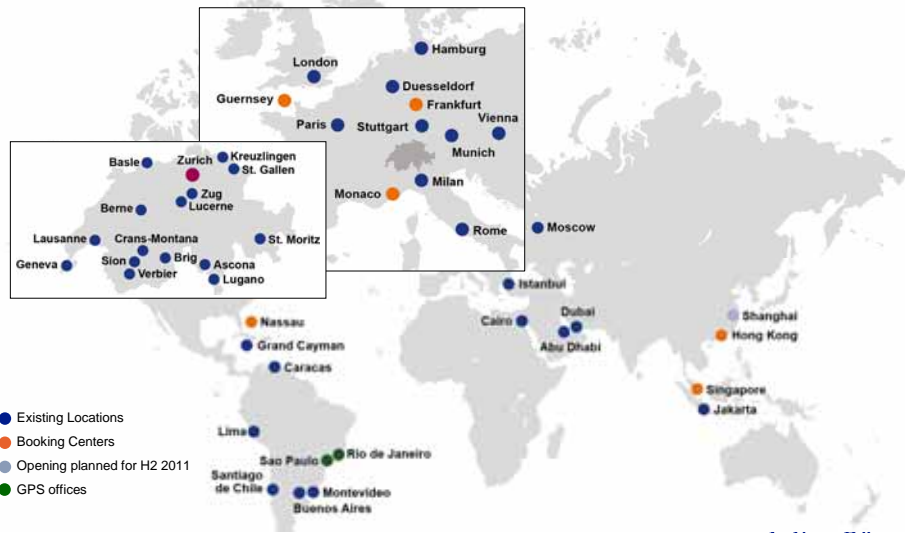 Hamburg
London
Duesseldorf
Guernsey
Frankfurt
Vienna
Paris
Stuttgart
Munich
Milan
Monaco
Rome
Basle
Zurich
Kreuzlingen
St. Gallen
Zug
Berne
Lucerne
Lausanne
Crans-Montana
St. Moritz
Geneva
Sion
Brig
Ascona
Verbier
Lugano
Moscow
Istanbul
Cairo
Dubai
Abu Dhabi
Shanghai
Hong Kong
Singapore
Jakarta
Nassau
Grand Cayman
Caracas
Lima
Rio de Janeiro
Sao Paulo
Santiago
de Chile
Montevideo
Buenos Aires
Existing Locations
Booking Centers
Opening planned for H2 2011
GPS offices